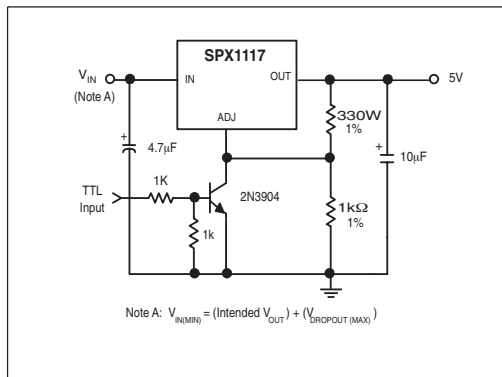 SPX1117
V_IN
(Note A)
IN
OUT
5V
ADJ
330W
1%
4.7µF
10µF
TTL
Input
1K
2N3904
1kΩ
1%
1k
Note A: V_IN(MIN) = (Intended V_OUT) + (V_DROPOUT (MAX))